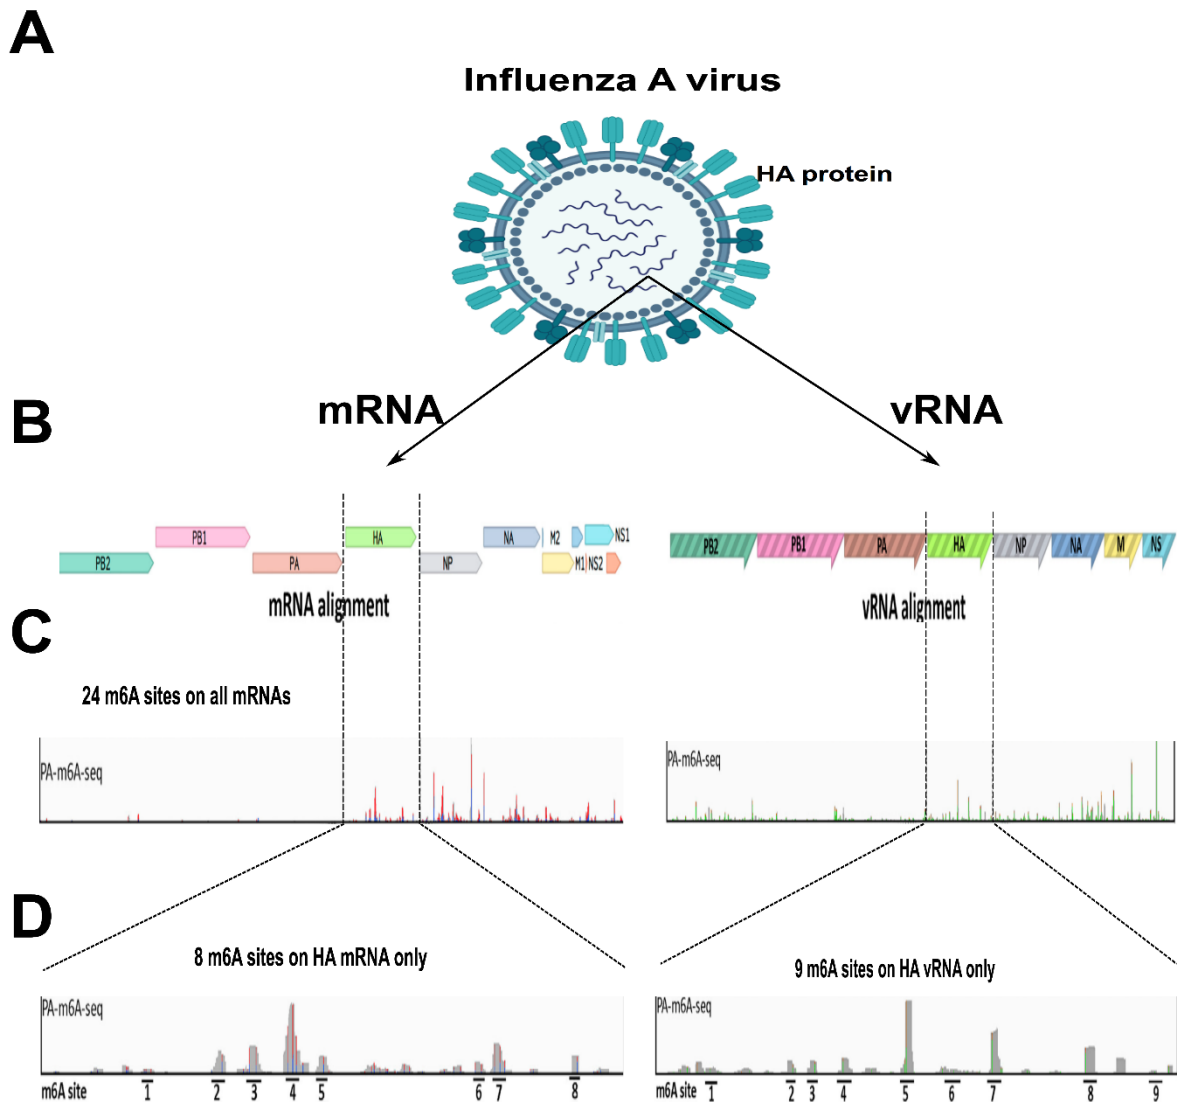 A
Influenza A virus
HA protein
B
mRNA
vRNA
PB2
PB1
PA
HA
NP
NA
M2
M1
NS2
NS1
mRNA alignment
PB2
PB1
PA
HA
NP
NA
M
NS
vRNA alignment
C
24 m6A sites on all mRNAs
PA-m6A-seq
PA-m6A-seq
D
8 m6A sites on HA mRNA only
9 m6A sites on HA vRNA only
PA-m6A-seq
m6A site 1 2 3 4 5 6 7 8
PA-m6A-seq
m6A site 1 2 3 4 5 6 7 8 9